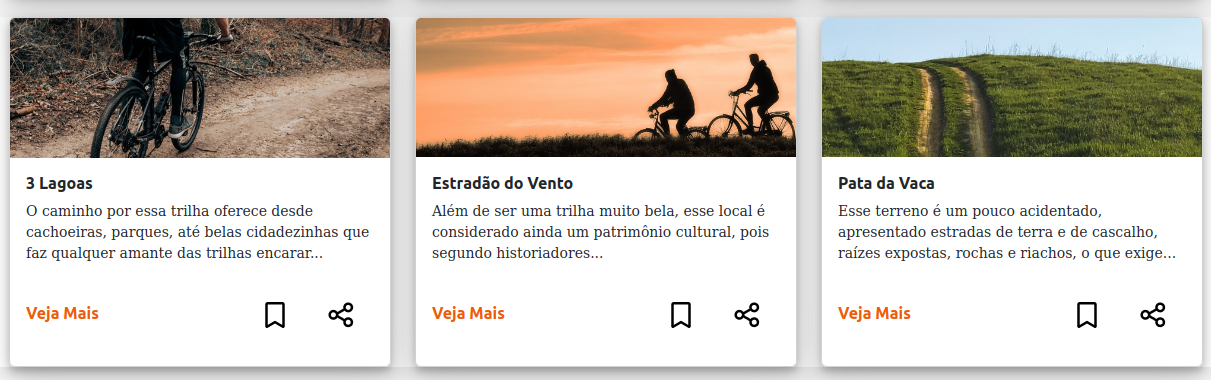 3 Lagoas
O caminho por essa trilha oferece desde
cachoeiras, parques, até belas cidadezinhas que
faz qualquer amante das trilhas encarar...
Veja Mais
Estradão do Vento
Além de ser uma trilha muito bela, esse local é
considerado ainda um patrimônio cultural, pois
segundo historiadores...
Veja Mais
Pata da Vaca
Esse terreno é um pouco acidentado,
apresentado estradas de terra e de cascalho,
raízes expostas, rochas e riachos, o que exige...
Veja Mais